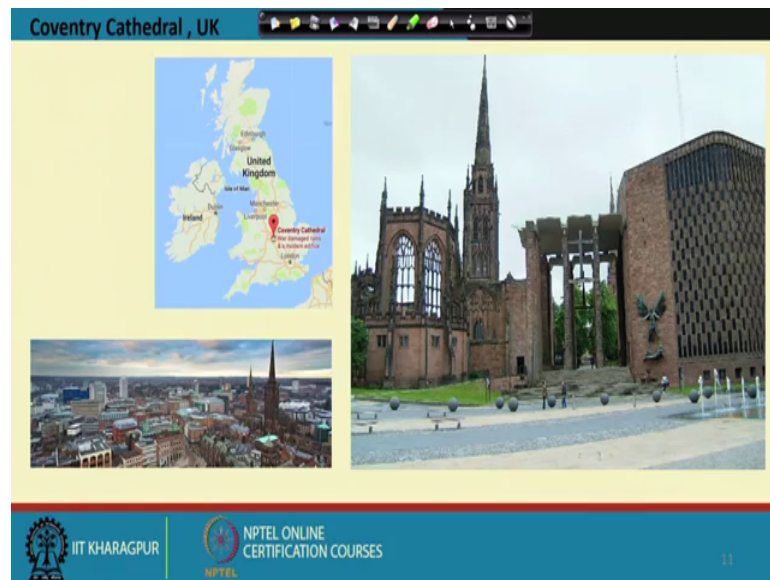 Coventry Cathedral , UK
Edinburgh
Glasgow
United
Kingdom
Isle of Man
Dublin
Ireland
Manchester
Liverpool
Coventry Cathedral
War damaged ruins
& a modern edifice
London
IIT KHARAGPUR
NPTEL
NPTEL ONLINE
CERTIFICATION COURSES
11